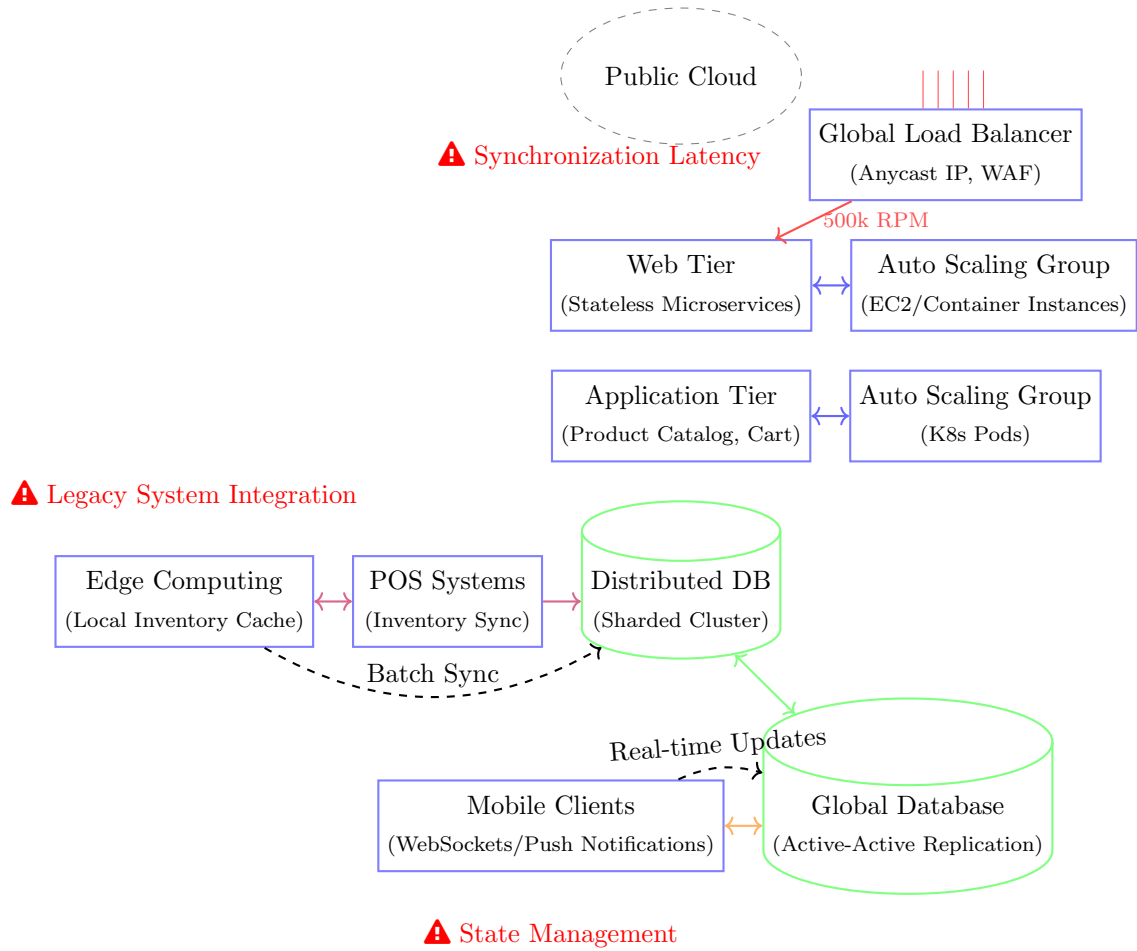 Public Cloud
Global Load Balancer
(Anycast IP, WAF)
Synchronization Latency
500k RPM
Web Tier
(Stateless Microservices)
Auto Scaling Group
(EC2/Container Instances)
Application Tier
(Product Catalog, Cart)
Auto Scaling Group
(K8s Pods)
Legacy System Integration
Edge Computing
(Local Inventory Cache)
POS Systems
(Inventory Sync)
Distributed DB
(Sharded Cluster)
Batch Sync
Real-time Updates
Mobile Clients
(WebSockets/Push Notifications)
Global Database
(Active-Active Replication)
State Management